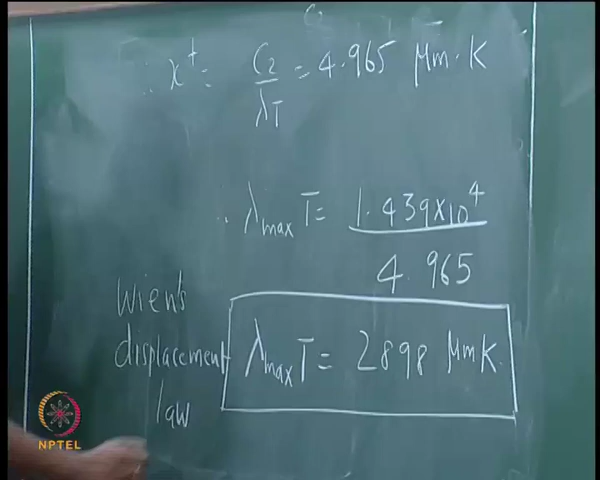 ∴ x⁺ = C₂/λT = 4.965 μm·K
∴ λmax T = 1.439×10⁴/4.965
Wien's
displacement
law
λmax T = 2898 μmK
NPTEL